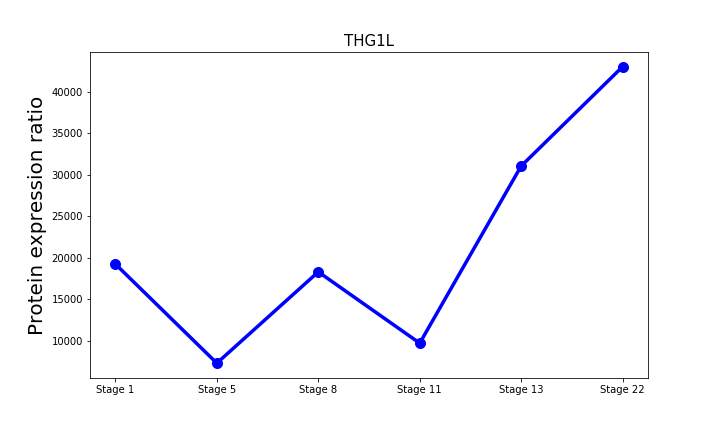 THG1L
Protein expression ratio
40000
35000
30000
25000
20000
15000
10000
Stage 1 Stage 5 Stage 8 Stage 11 Stage 13 Stage 22